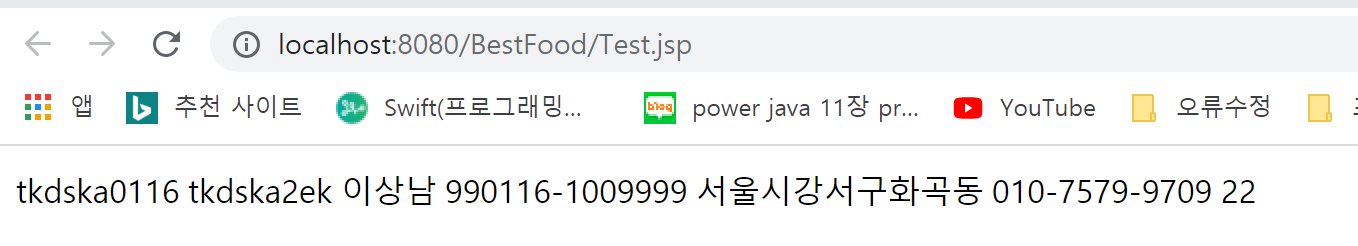 localhost:8080/BestFood/Test.jsp
앱 추천 사이트 Swift(프로그래밍... blog power java 11장 pr... YouTube 오류수정
tkdska0116 tkdska2ek 이상남 990116-1009999 서울시강서구화곡동 010-7579-9709 22